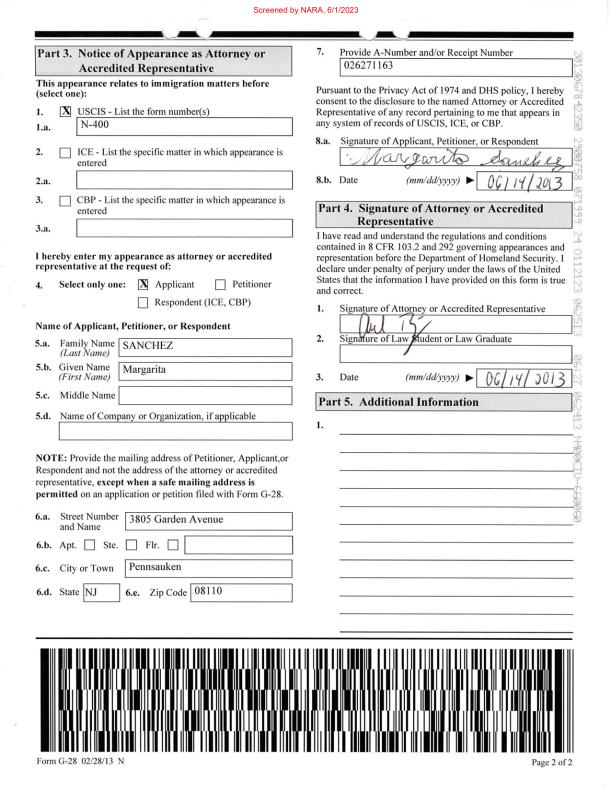 Screened by NARA, 6/1/2023
Part 3. Notice of Appearance as Attorney or
Accredited Representative
This appearance relates to immigration matters before
(select one):
1. X USCIS - List the form number(s)
1.a. N-400
2. ICE - List the specific matter in which appearance is
entered
2.a.
3. CBP - List the specific matter in which appearance is
entered
3.a.
I hereby enter my appearance as attorney or accredited
representative at the request of:
4. Select only one: X Applicant Petitioner
Respondent (ICE, CBP)
Name of Applicant, Petitioner, or Respondent
5.a. Family Name SANCHEZ
(Last Name)
5.b. Given Name Margarita
(First Name)
5.c. Middle Name
5.d. Name of Company or Organization, if applicable
NOTE: Provide the mailing address of Petitioner, Applicant,or
Respondent and not the address of the attorney or accredited
representative, except when a safe mailing address is
permitted on an application or petition filed with Form G-28.
6.a. Street Number 3805 Garden Avenue
and Name
6.b. Apt. Ste. Flr.
6.c. City or Town Pennsauken
6.d. State NJ 6.e. Zip Code 08110
7. Provide A-Number and/or Receipt Number
026271163
Pursuant to the Privacy Act of 1974 and DHS policy, I hereby
consent to the disclosure to the named Attorney or Accredited
Representative of any record pertaining to me that appears in
any system of records of USCIS, ICE, or CBP.
8.a. Signature of Applicant, Petitioner, or Respondent
Margarita Sanchez
8.b. Date (mm/dd/yyyy) ▶ 06/14/2013
Part 4. Signature of Attorney or Accredited
Representative
I have read and understand the regulations and conditions
contained in 8 CFR 103.2 and 292 governing appearances and
representation before the Department of Homeland Security. I
declare under penalty of perjury under the laws of the United
States that the information I have provided on this form is true
and correct.
1. Signature of Attorney or Accredited Representative
2. Signature of Law Student or Law Graduate
3. Date (mm/dd/yyyy) ▶ 06/14/2013
Part 5. Additional Information
1.
Form G-28 02/28/13 N
Page 2 of 2